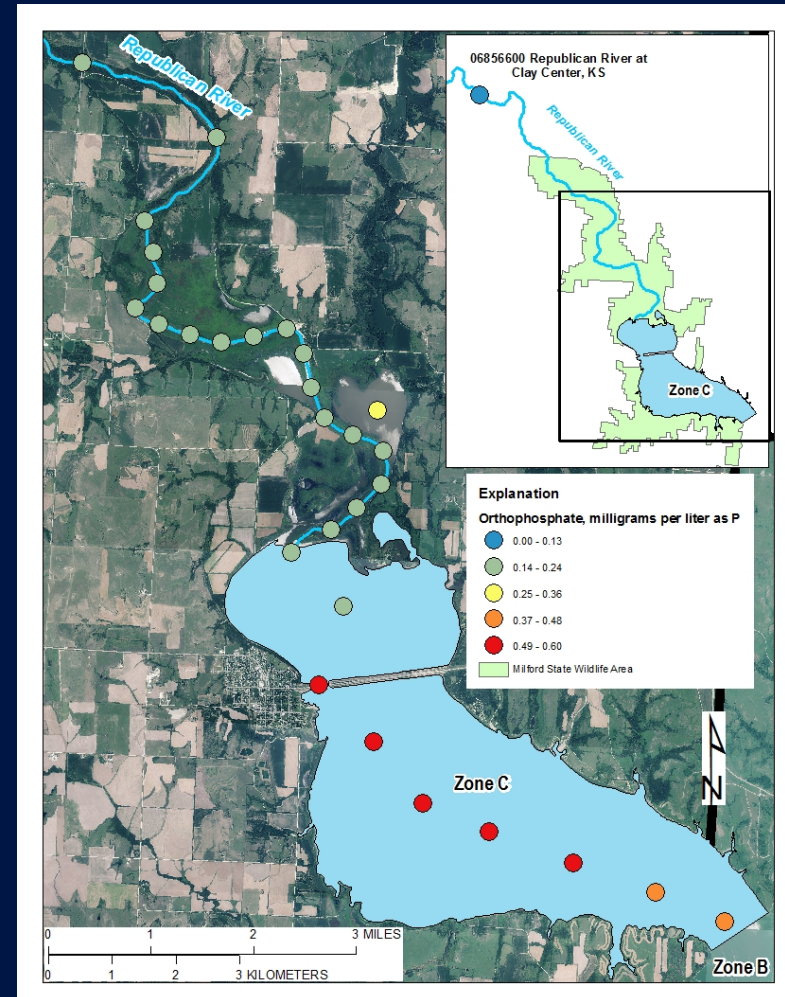 Republican River
06856600 Republican River at
Clay Center, KS
Republican River
Zone C
Explanation
Orthophosphate, milligrams per liter as P
0.00 - 0.13
0.14 - 0.24
0.25 - 0.36
0.37 - 0.48
0.49 - 0.60
Milford State Wildlife Area
N
Zone C
0 1 2 3 MILES
0 1 2 3 KILOMETERS
Zone B